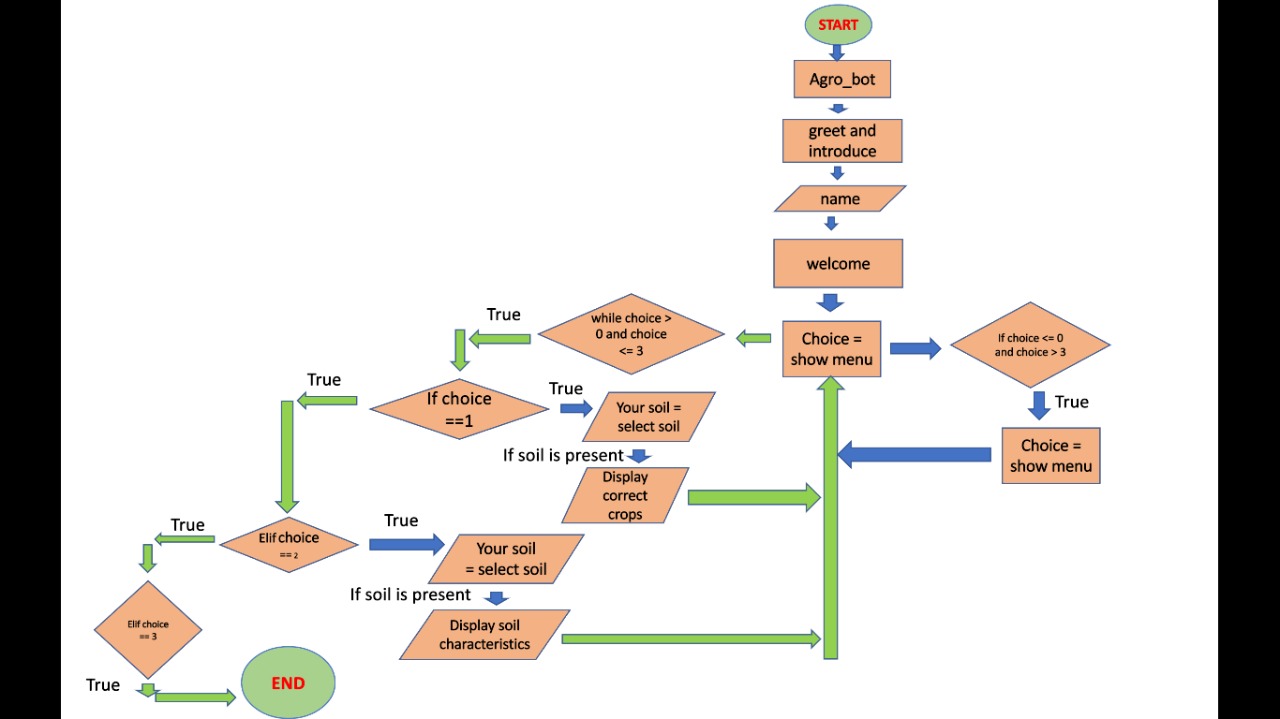 START
Agro_bot
greet and
introduce
name
welcome
Choice =
show menu
If choice <= 0
and choice > 3
True
Choice =
show menu
while choice >
0 and choice
<= 3
True
If choice
==1
True
Your soil =
select soil
If soil is present
Display
correct
crops
True
Elif choice
== 2
True
Your soil
= select soil
If soil is present
Display soil
characteristics
True
Elif choice
== 3
True
END